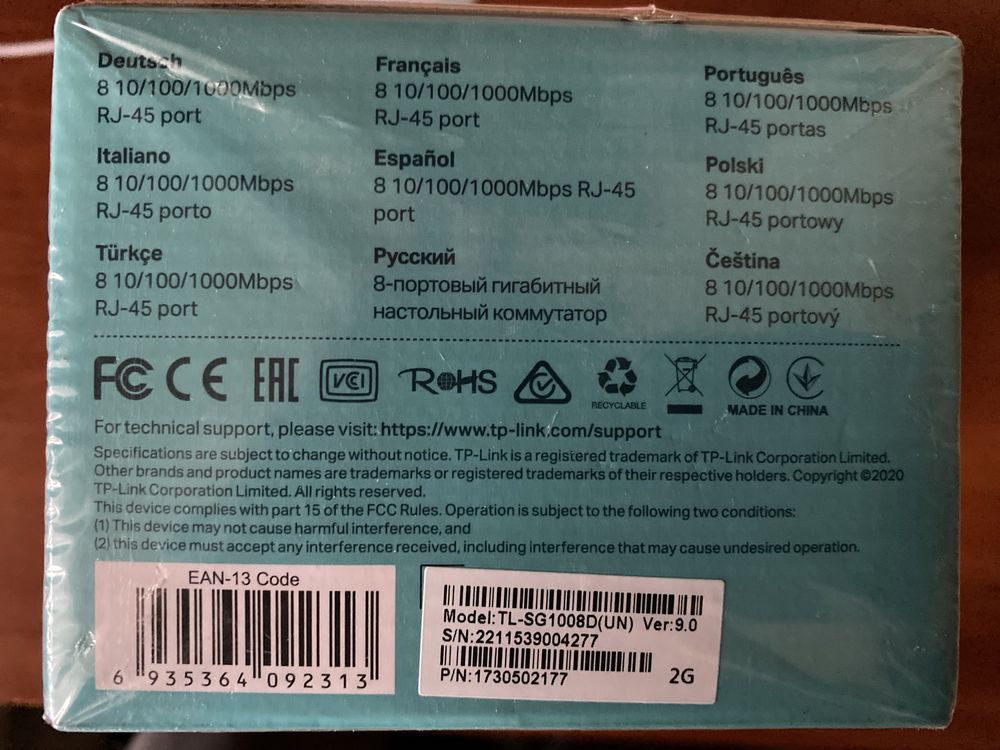 Deutsch
8 10/100/1000Mbps
RJ-45 port
Français
8 10/100/1000Mbps
RJ-45 port
Português
8 10/100/1000Mbps
RJ-45 portas
Italiano
8 10/100/1000Mbps
RJ-45 porto
Español
8 10/100/1000Mbps RJ-45
port
Polski
8 10/100/1000Mbps
RJ-45 portowy
Türkçe
8 10/100/1000Mbps
RJ-45 port
Русский
8-портовый гигабитный
настольный коммутатор
Čeština
8 10/100/1000Mbps
RJ-45 portový
FC CE EAC VCCI RoHS
RECYCLABLE
MADE IN CHINA
For technical support, please visit: https://www.tp-link.com/support
Specifications are subject to change without notice. TP-Link is a registered trademark of TP-Link Corporation Limited.
Other brands and product names are trademarks or registered trademarks of their respective holders. Copyright ©2020
TP-Link Corporation Limited. All rights reserved.
This device complies with part 15 of the FCC Rules. Operation is subject to the following two conditions:
(1) This device may not cause harmful interference, and
(2) this device must accept any interference received, including interference that may cause undesired operation.
EAN-13 Code
6 935364 092313
Model:TL-SG1008D(UN) Ver:9.0
S/N:2211539004277
P/N:1730502177
2G